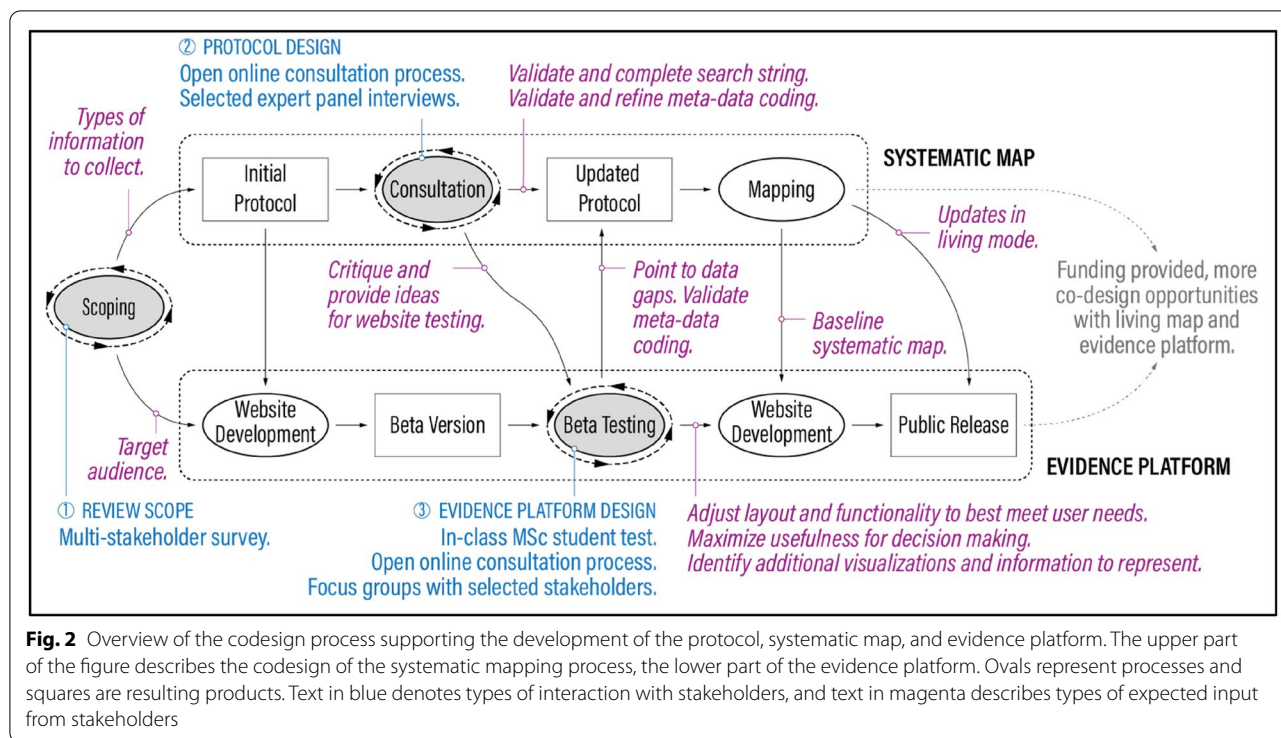 ② PROTOCOL DESIGN
Open online consultation process.
Selected expert panel interviews.
Validate and complete search string.
Validate and refine meta-data coding.
Types of
information
to collect.
Initial
Protocol
Consultation
Updated
Protocol
Mapping
SYSTEMATIC MAP
Updates in
living mode.
Scoping
Critique and
provide ideas
for website testing.
Point to data
gaps. Validate
meta-data
coding.
Baseline
systematic map.
Funding provided, more
co-design opportunities
with living map and
evidence platform.
Website
Development
Beta Version
Beta Testing
Website
Development
Public Release
Target
audience.
EVIDENCE PLATFORM
① REVIEW SCOPE
Multi-stakeholder survey.
③ EVIDENCE PLATFORM DESIGN
In-class MSc student test.
Open online consultation process.
Focus groups with selected stakeholders.
Adjust layout and functionality to best meet user needs.
Maximize usefulness for decision making.
Identify additional visualizations and information to represent.
Fig. 2 Overview of the codesign process supporting the development of the protocol, systematic map, and evidence platform. The upper part
of the figure describes the codesign of the systematic mapping process, the lower part of the evidence platform. Ovals represent processes and
squares are resulting products. Text in blue denotes types of interaction with stakeholders, and text in magenta describes types of expected input
from stakeholders